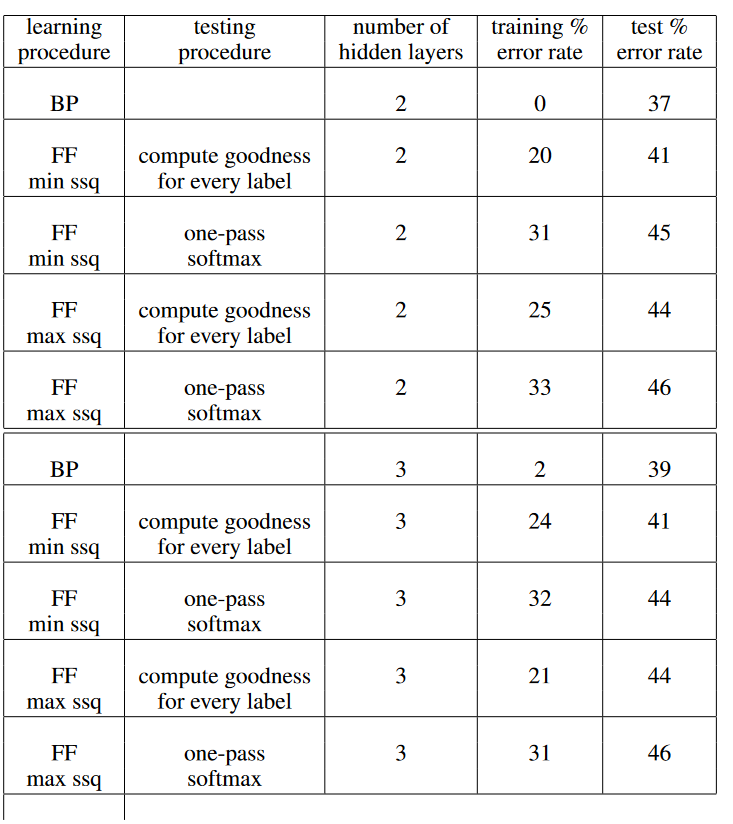 learning testing number of training % test %
procedure procedure hidden layers error rate error rate
BP 2 0 37
FF compute goodness 2 20 41
min ssq for every label
FF one-pass 2 31 45
min ssq softmax
FF compute goodness 2 25 44
max ssq for every label
FF one-pass 2 33 46
max ssq softmax
BP 3 2 39
FF compute goodness 3 24 41
min ssq for every label
FF one-pass 3 32 44
min ssq softmax
FF compute goodness 3 21 44
max ssq for every label
FF one-pass 3 31 46
max ssq softmax